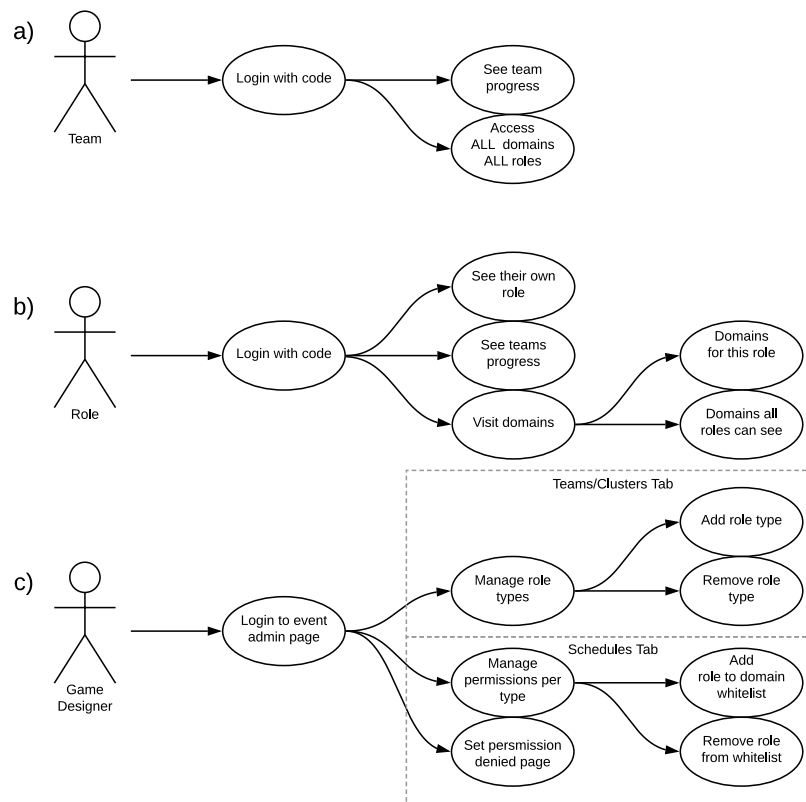 a)
Team
Login with code
See team
progress
Access
ALL domains
ALL roles
b)
Role
Login with code
See their own
role
See teams
progress
Visit domains
Domains
for this role
Domains all
roles can see
c)
Game
Designer
Login to event
admin page
Teams/Clusters Tab
Manage role
types
Add role type
Remove role
type
Schedules Tab
Manage
permissions per
type
Set persmission
denied page
Add
role to domain
whitelist
Remove role
from whitelist